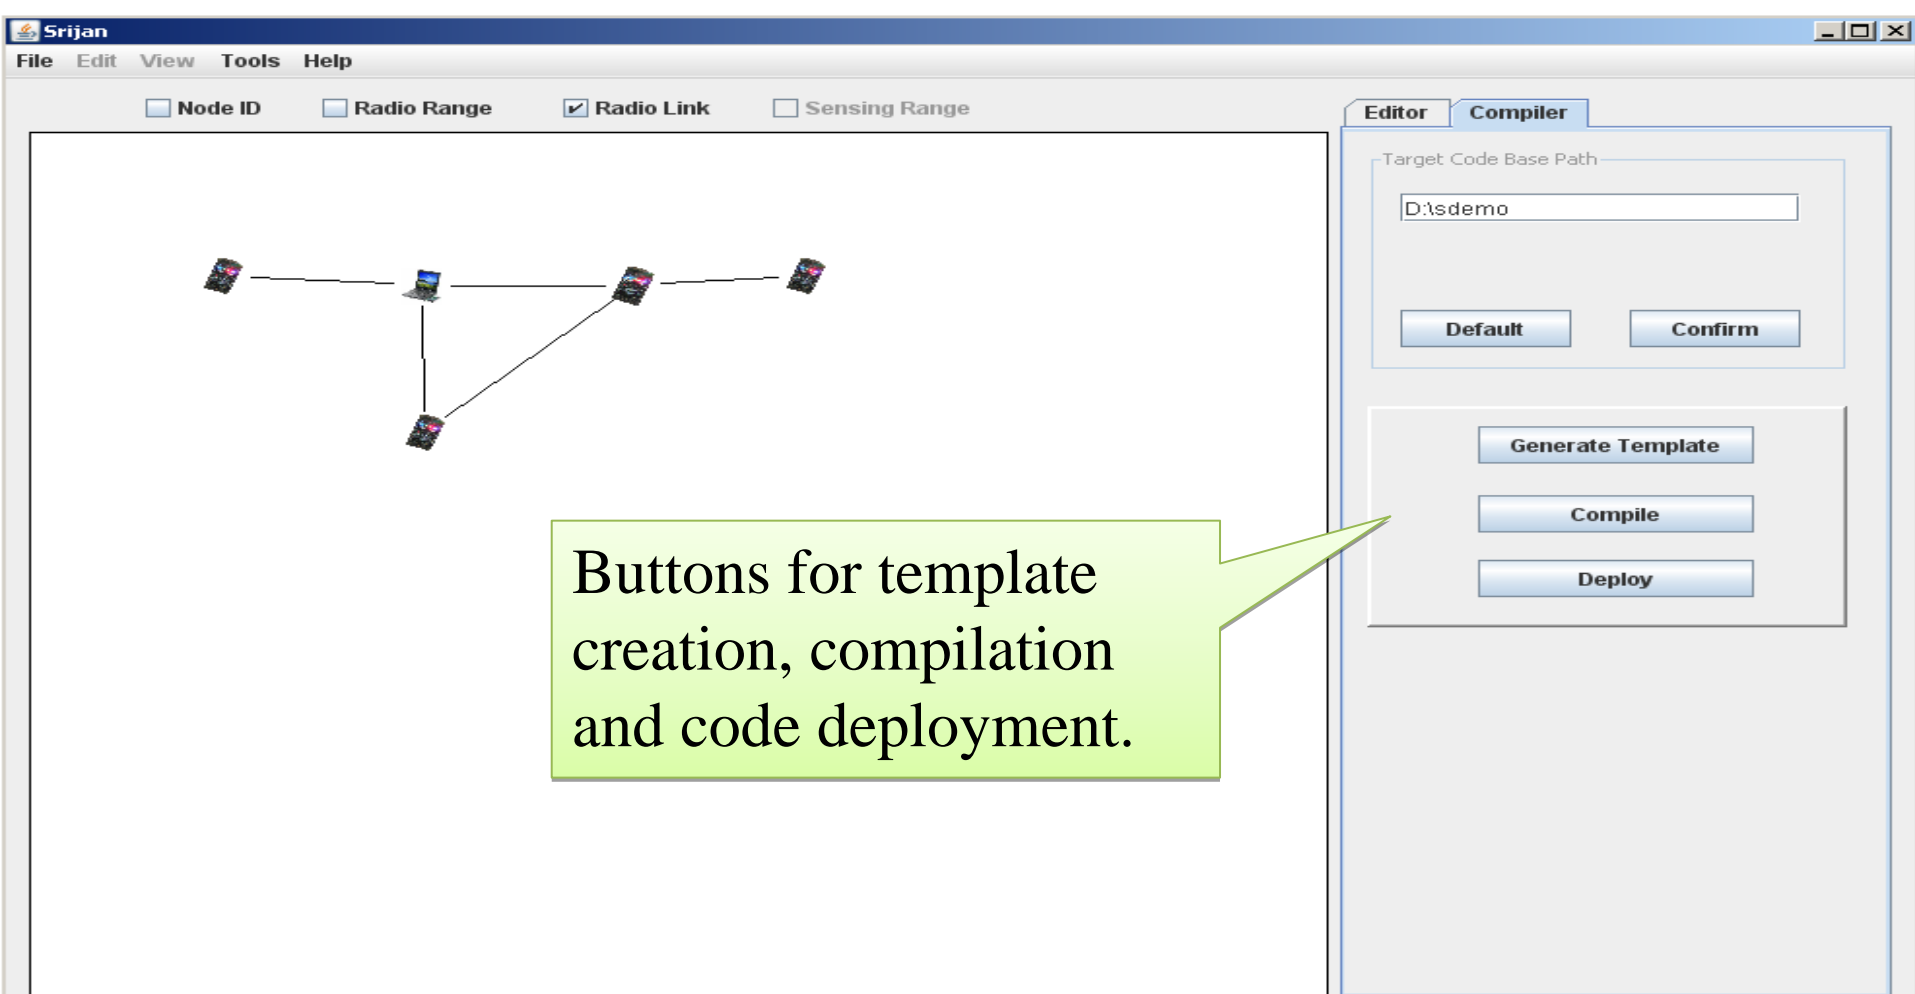 Srijan
File Edit View Tools Help
Node ID Radio Range Radio Link Sensing Range
Editor Compiler
Target Code Base Path
D:\sdemo
Default Confirm
Generate Template
Compile
Deploy
Buttons for template
creation, compilation
and code deployment.